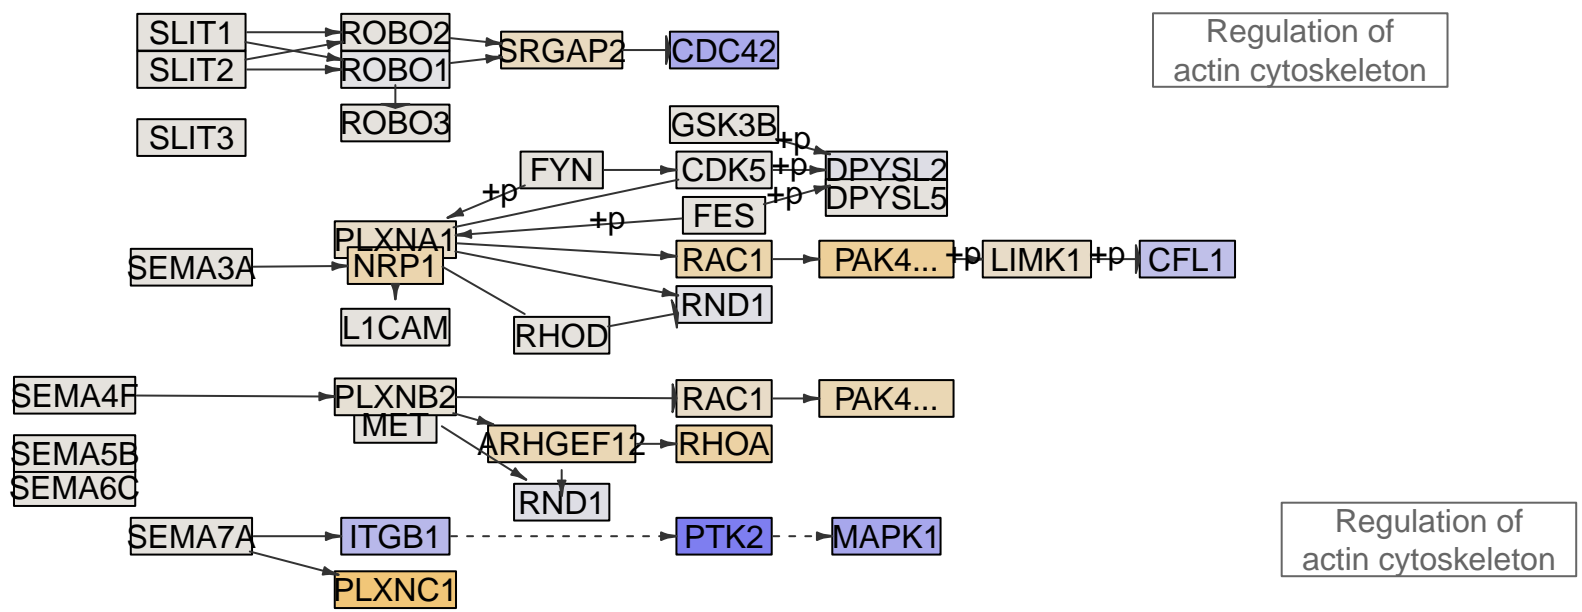 SLIT1
ROBO2
SRGAP2
CDC42
Regulation of
actin cytoskeleton
SLIT2
ROBO1
SLIT3
ROBO3
GSK3B
+p
FYN
CDK5
+p
DPYSL2
+p
+p
DPYSL5
FES
+p
PLXNA1
SEMA3A
NRP1
RAC1
PAK4...
+p
LIMK1
+p
CFL1
RND1
L1CAM
RHOD
SEMA4F
PLXNB2
RAC1
PAK4...
MET
ARHGEF12
RHOA
SEMA5B
SEMA6C
RND1
SEMA7A
ITGB1
PTK2
MAPK1
Regulation of
actin cytoskeleton
PLXNC1